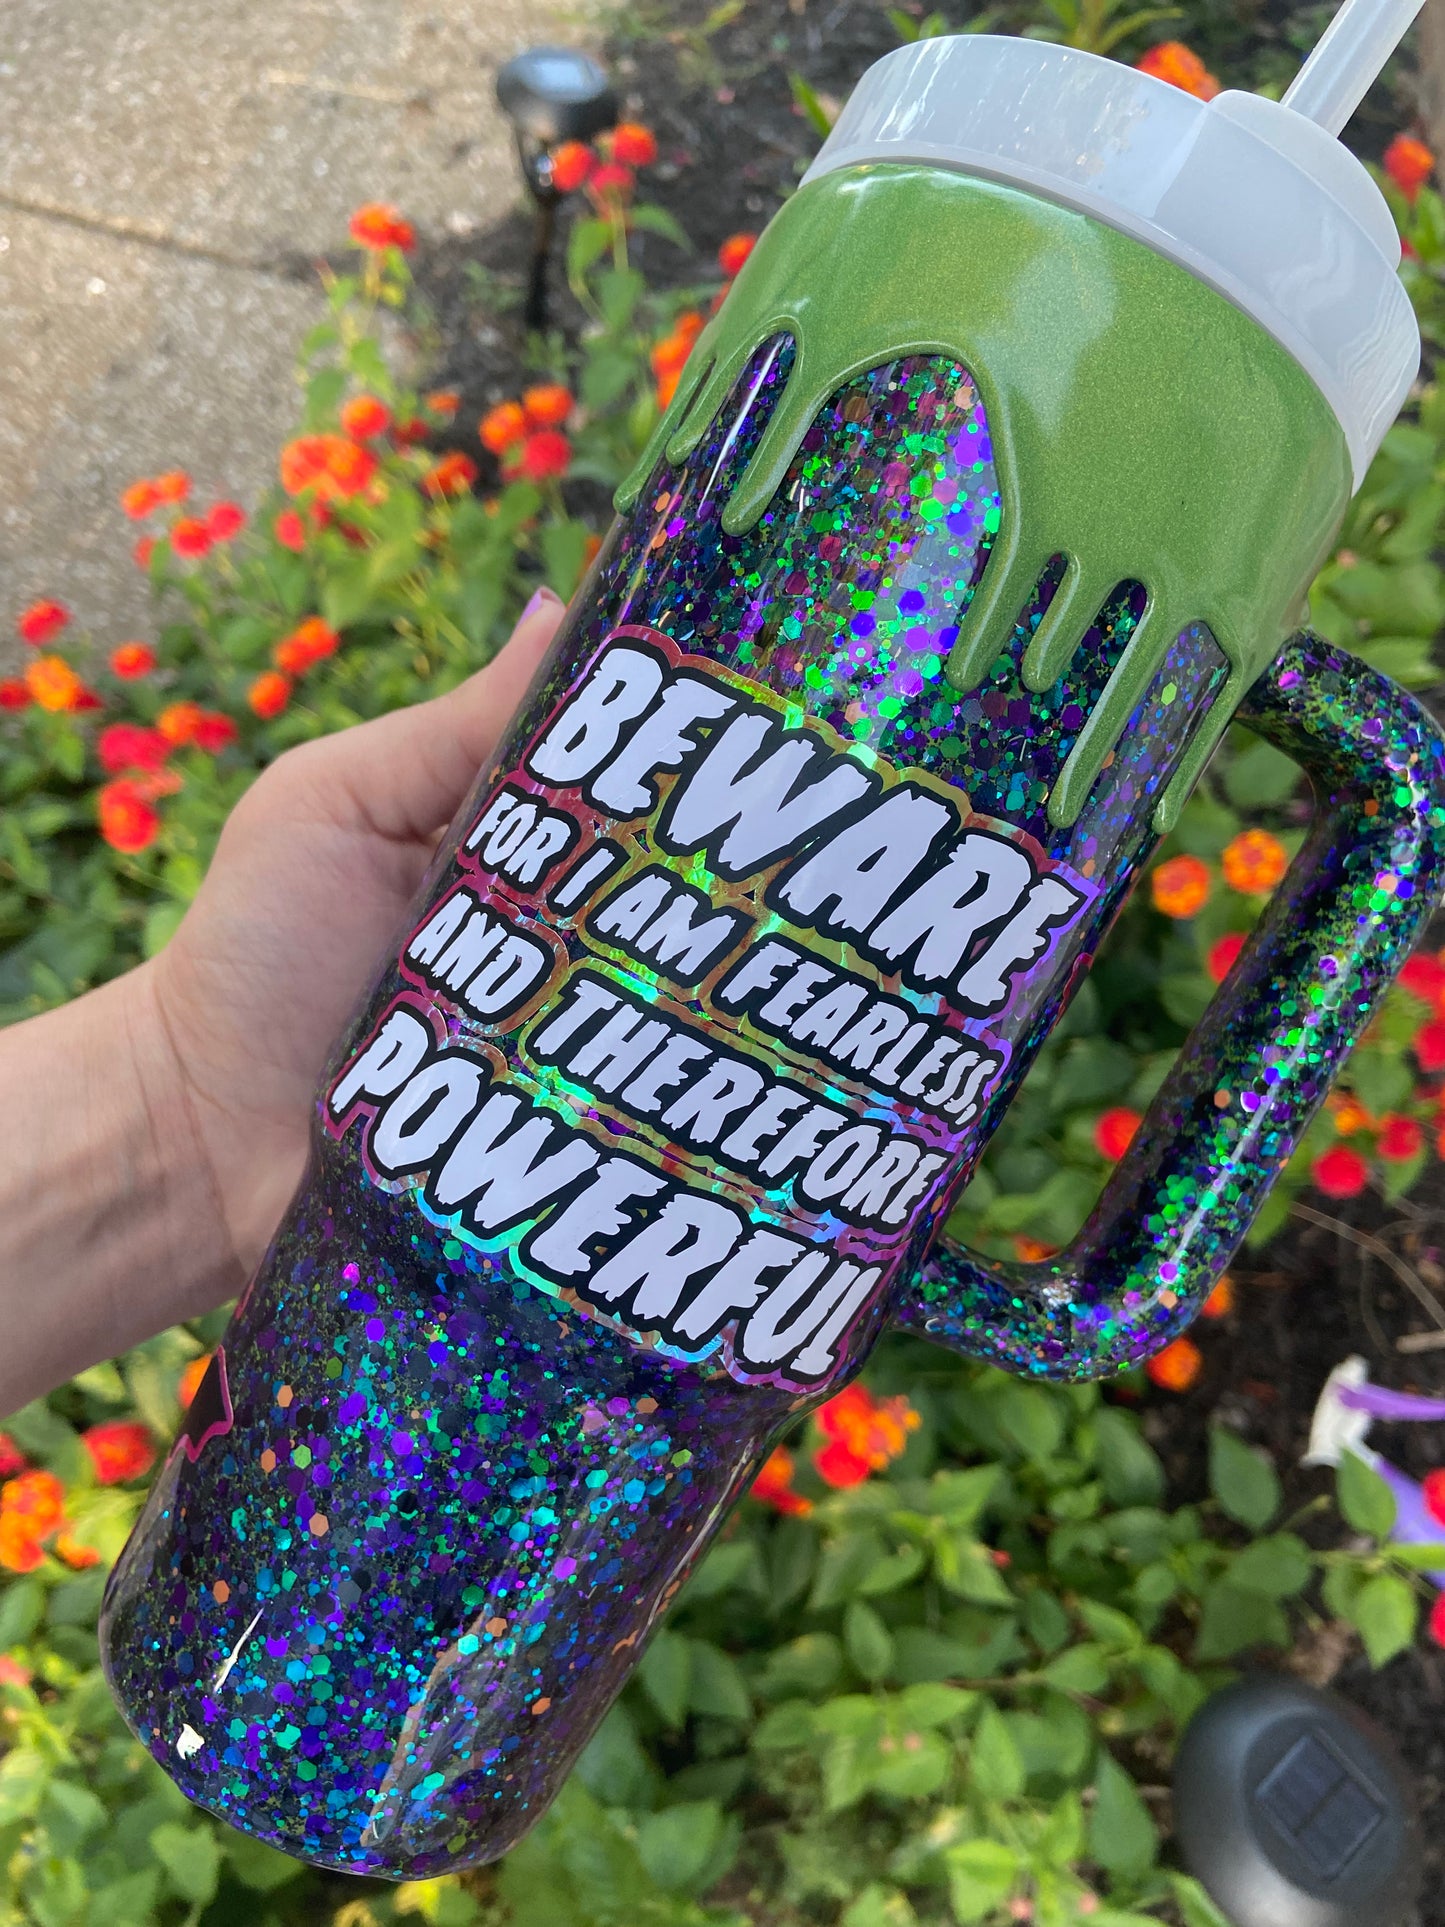 BEWARE
FOR I AM FEARLESS,
AND THEREFORE
POWERFUL